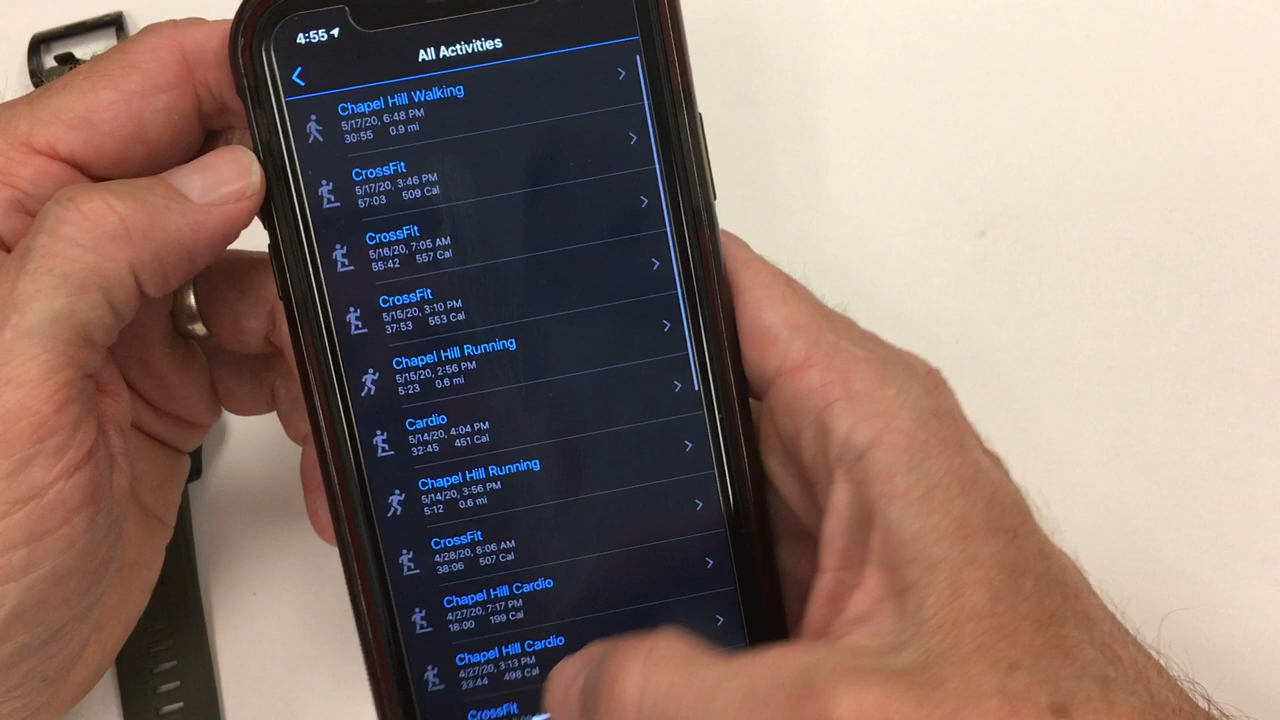 4:55
All Activities
Chapel Hill Walking
5/17/20, 6:48 PM
30:55 0.9 mi
CrossFit
5/17/20, 3:46 PM
57:03 509 Cal
CrossFit
5/16/20, 7:05 AM
55:42 557 Cal
CrossFit
5/15/20, 3:10 PM
37:53 553 Cal
Chapel Hill Running
5/15/20, 2:56 PM
5:23 0.6 mi
Cardio
5/14/20, 4:04 PM
32:45 451 Cal
Chapel Hill Running
5/14/20, 3:56 PM
5:12 0.6 mi
CrossFit
4/28/20, 8:06 AM
38:06 507 Cal
Chapel Hill Cardio
4/27/20, 7:17 PM
18:00 199 Cal
Chapel Hill Cardio
4/27/20, 3:13 PM
33:44 498 Cal
CrossFit